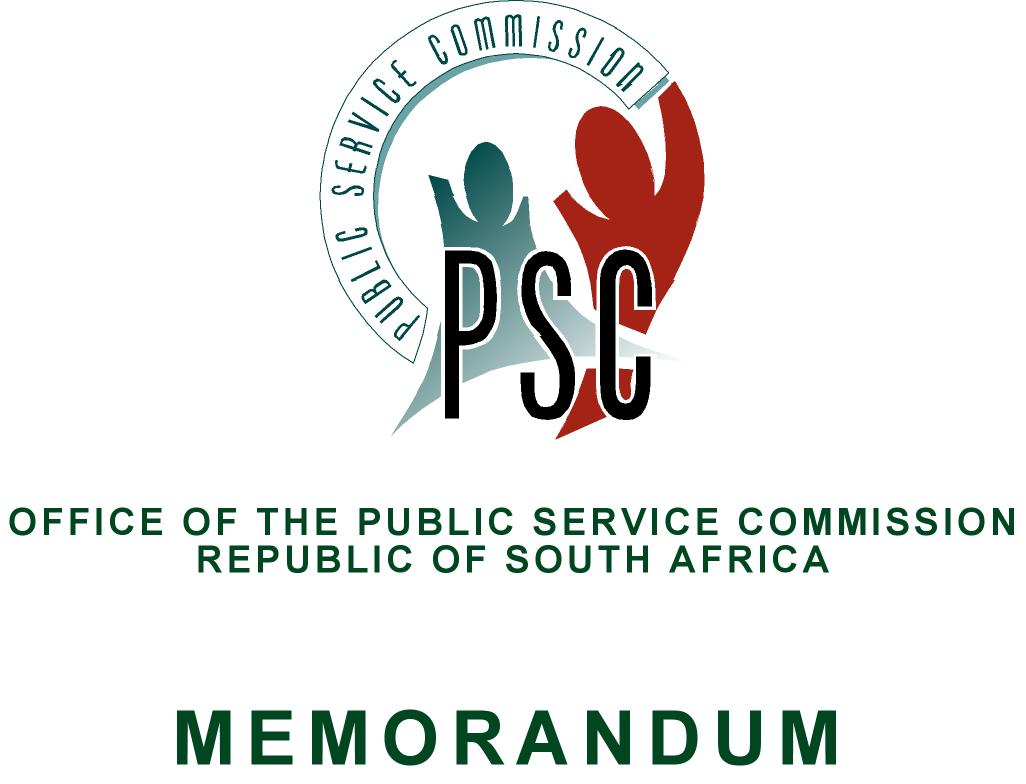 PUBLIC SERVICE COMMISSION
PSC
OFFICE OF THE PUBLIC SERVICE COMMISSION
REPUBLIC OF SOUTH AFRICA
MEMORANDUM